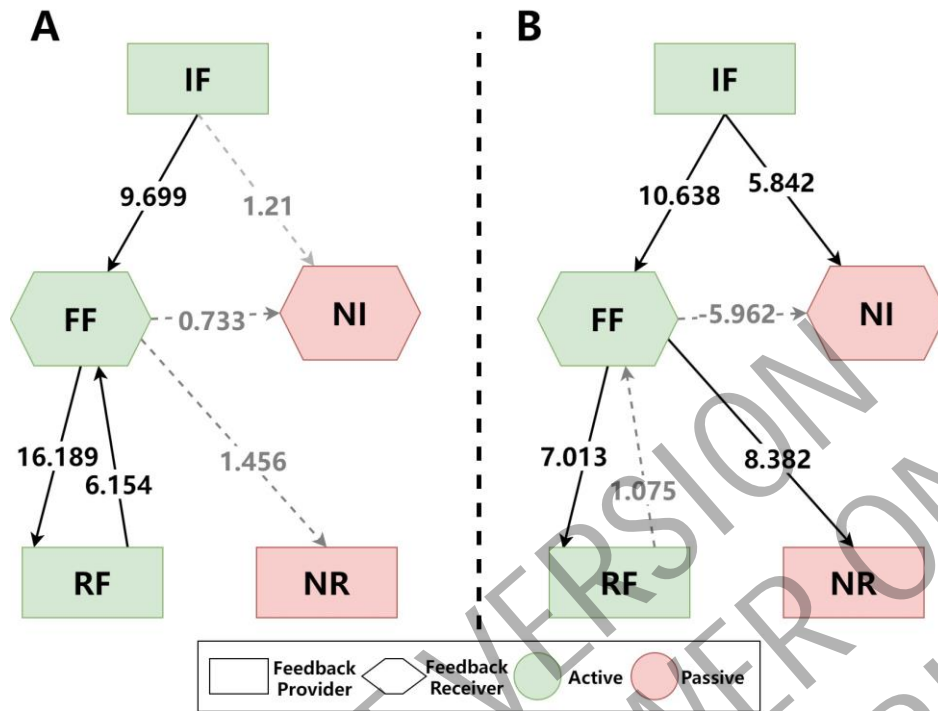 A
B
IF
IF
9.699
1.21
10.638
5.842
FF
0.733
NI
FF
-5.962
NI
16.189
6.154
1.456
7.013
1.075
8.382
RF
NR
RF
NR
Feedback
Provider
Feedback
Receiver
Active
Passive
VERSION